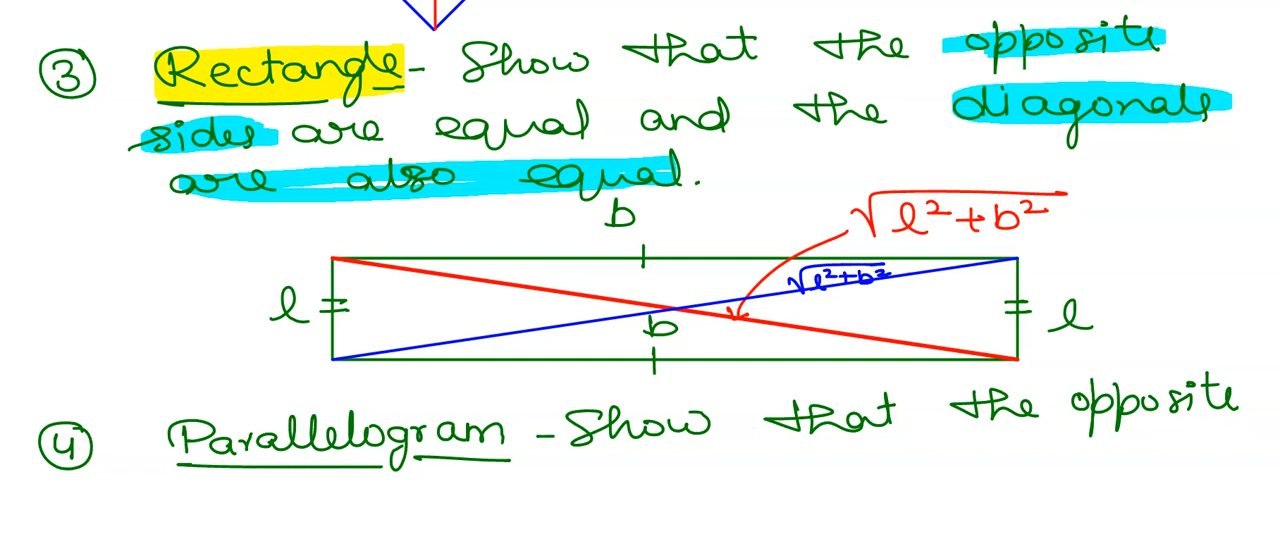 ③ Rectangle - Show that the opposite
sides are equal and the diagonals
are also equal.
b
√l²+b²
√l²+b²
l
b
l
④ Parallelogram - Show that the opposite